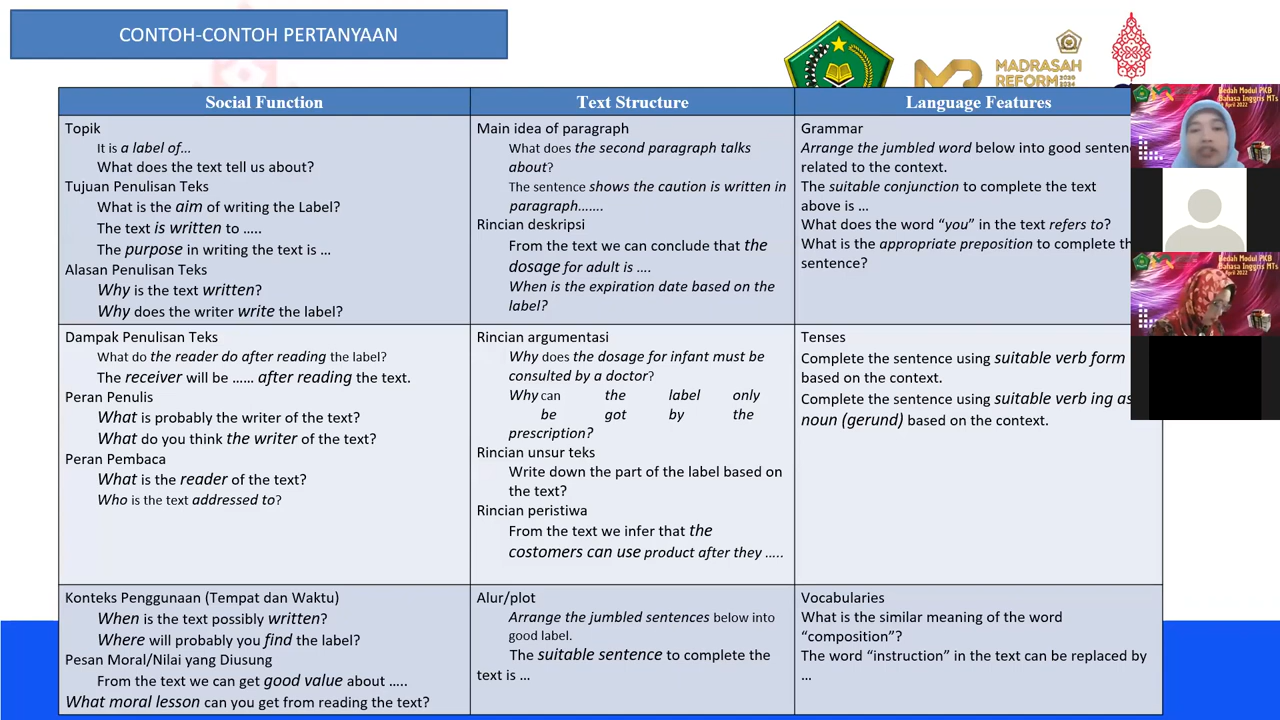 CONTOH-CONTOH PERTANYAAN
MADRASAH
REFORM
Social Function
Topik
It is a label of…
What does the text tell us about?
Tujuan Penulisan Teks
What is the aim of writing the Label?
The text is written to …..
The purpose in writing the text is …
Alasan Penulisan Teks
Why is the text written?
Why does the writer write the label?
Dampak Penulisan Teks
What do the reader do after reading the label?
The receiver will be …… after reading the text.
Peran Penulis
What is probably the writer of the text?
What do you think the writer of the text?
Peran Pembaca
What is the reader of the text?
Who is the text addressed to?
Konteks Penggunaan (Tempat dan Waktu)
When is the text possibly written?
Where will probably you find the label?
Pesan Moral/Nilai yang Diusung
From the text we can get good value about …..
What moral lesson can you get from reading the text?
Text Structure
Main idea of paragraph
What does the second paragraph talks
about?
The sentence shows the caution is written in
paragraph…….
Rincian deskripsi
From the text we can conclude that the
dosage for adult is ….
When is the expiration date based on the
label?
Rincian argumentasi
Why does the dosage for infant must be
consulted by a doctor?
Why can the label only
be got by the
prescription?
Rincian unsur teks
Write down the part of the label based on
the text?
Rincian peristiwa
From the text we infer that the
costomers can use product after they …..
Alur/plot
Arrange the jumbled sentences below into
good label.
The suitable sentence to complete the
text is …
Language Features
Grammar
Arrange the jumbled word below into good senten
related to the context.
The suitable conjunction to complete the text
above is …
What does the word “you” in the text refers to?
What is the appropriate preposition to complete th
sentence?
Tenses
Complete the sentence using suitable verb form
based on the context.
Complete the sentence using suitable verb ing as
noun (gerund) based on the context.
Vocabularies
What is the similar meaning of the word
“composition”?
The word “instruction” in the text can be replaced by
…
Bedah Modul PKB
Bahasa Inggris MTs
April 2022
Bedah Modul PKB
Bahasa Inggris MTs
April 2022